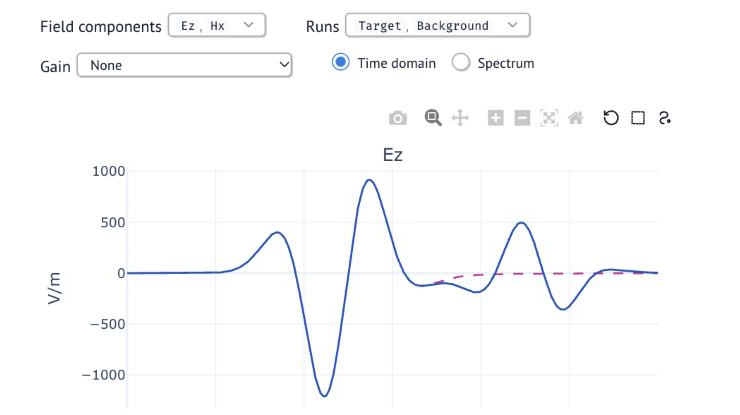 Field components Ez , Hx Runs Target , Background
Gain None Time domain Spectrum
Ez
1000
500
0
−500
−1000
V/m